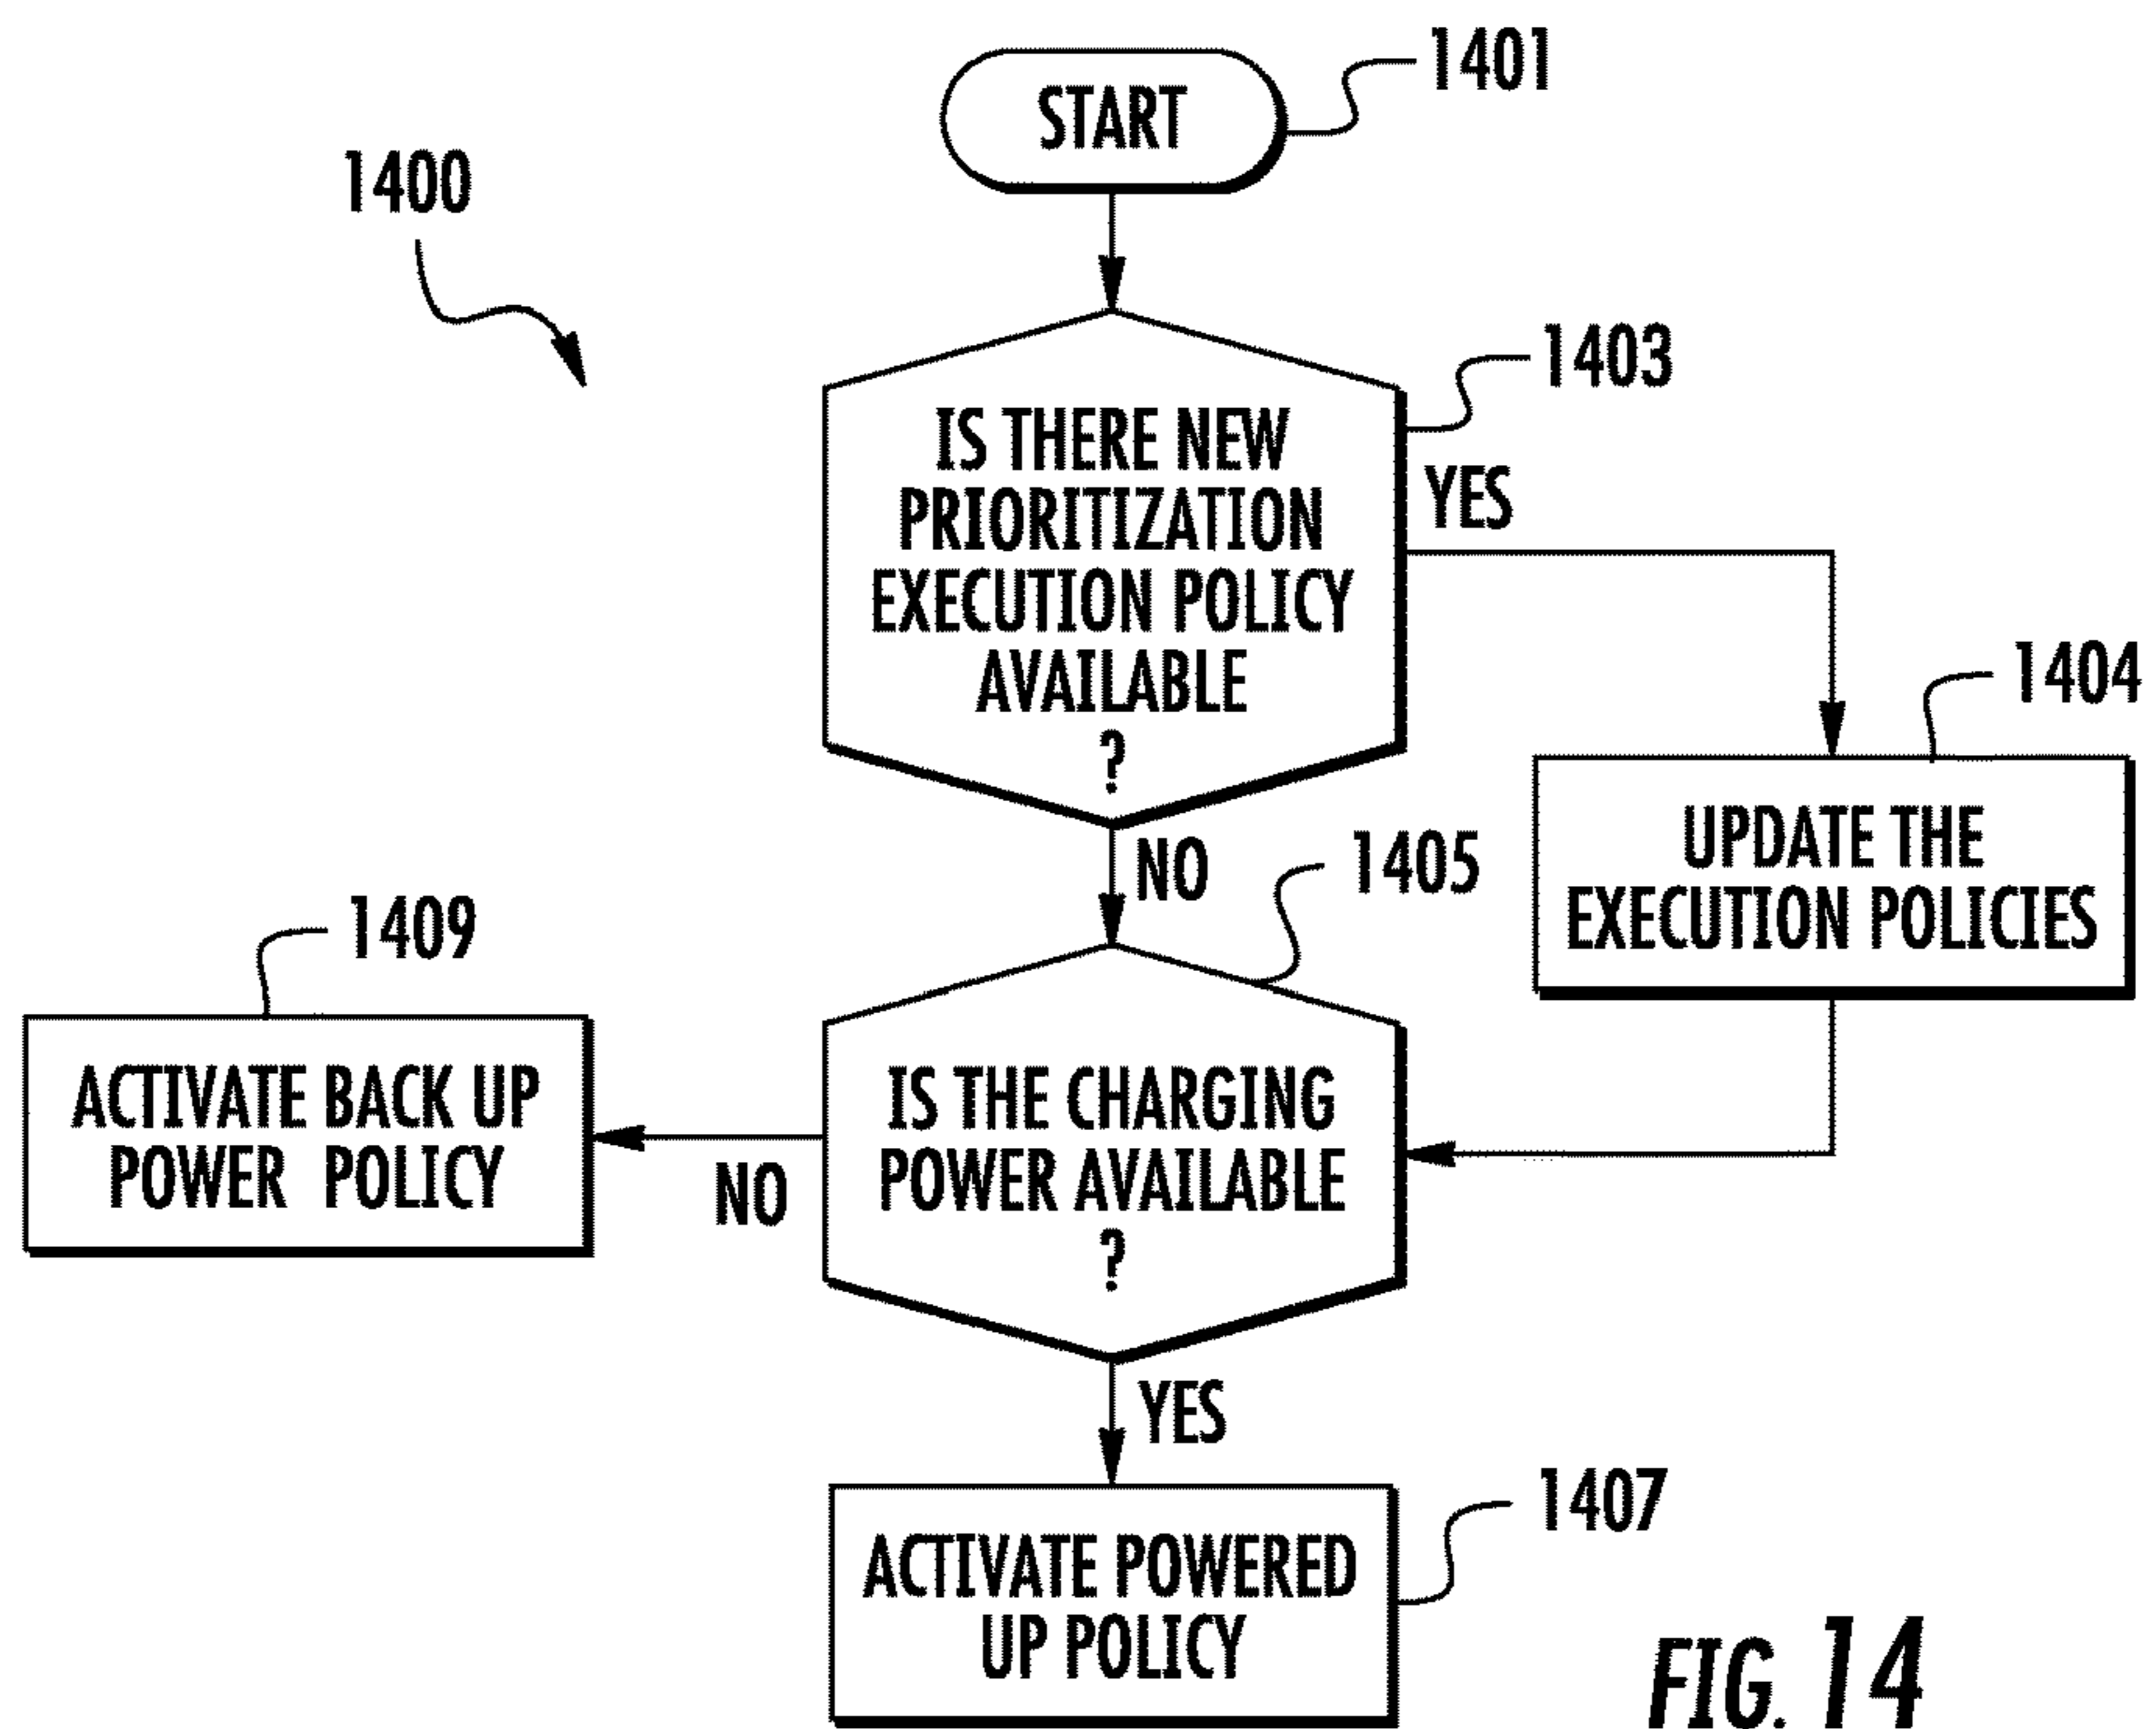 1401
START
1400
1403
IS THERE NEW
PRIORITIZATION
EXECUTION POLICY
AVAILABLE
?
YES
1404
UPDATE THE
EXECUTION POLICIES
NO
1405
1409
ACTIVATE BACK UP
POWER POLICY
IS THE CHARGING
POWER AVAILABLE
?
NO
YES
1407
ACTIVATE POWERED
UP POLICY
FIG. 14